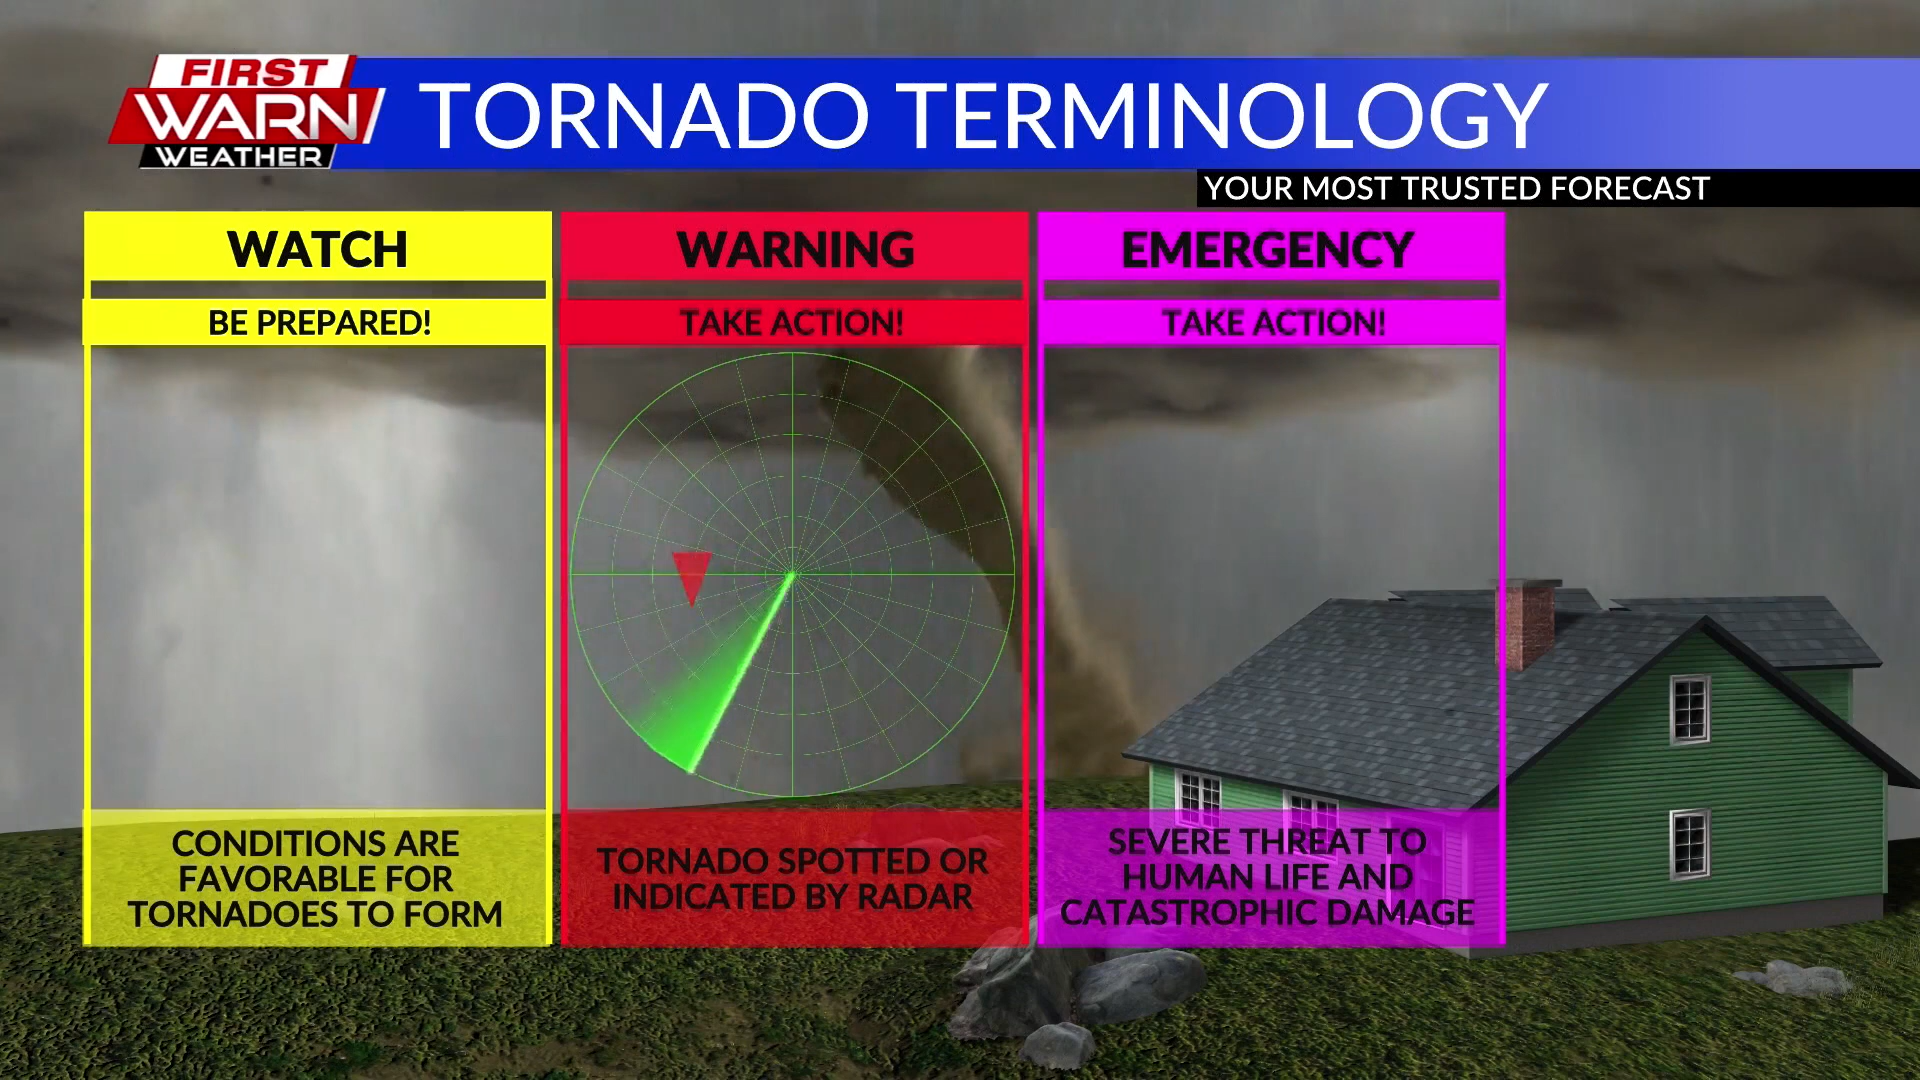 FIRST
WARN
WEATHER
TORNADO TERMINOLOGY
YOUR MOST TRUSTED FORECAST
WATCH
BE PREPARED!
CONDITIONS ARE
FAVORABLE FOR
TORNADOES TO FORM
WARNING
TAKE ACTION!
TORNADO SPOTTED OR
INDICATED BY RADAR
EMERGENCY
TAKE ACTION!
SEVERE THREAT TO
HUMAN LIFE AND
CATASTROPHIC DAMAGE